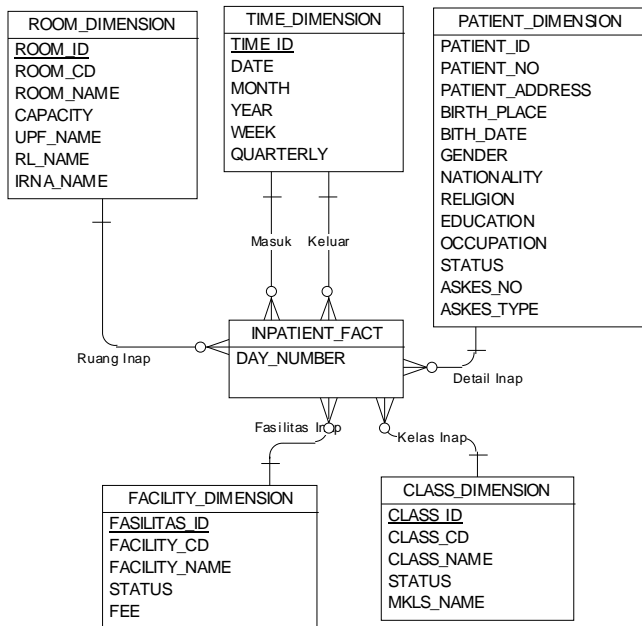 ROOM_DIMENSION
ROOM_ID
ROOM_CD
ROOM_NAME
CAPACITY
UPF_NAME
RL_NAME
IRNA_NAME
TIME_DIMENSION
TIME_ID
DATE
MONTH
YEAR
WEEK
QUARTERLY
PATIENT_DIMENSION
PATIENT_ID
PATIENT_NO
PATIENT_ADDRESS
BIRTH_PLACE
BITH_DATE
GENDER
NATIONALITY
RELIGION
EDUCATION
OCCUPATION
STATUS
ASKES_NO
ASKES_TYPE
Masuk
Keluar
Ruang Inap
INPATIENT_FACT
DAY_NUMBER
Detail Inap
Fasilitas Inap
Kelas Inap
FACILITY_DIMENSION
FASILITAS_ID
FACILITY_CD
FACILITY_NAME
STATUS
FEE
CLASS_DIMENSION
CLASS_ID
CLASS_CD
CLASS_NAME
STATUS
MKLS_NAME